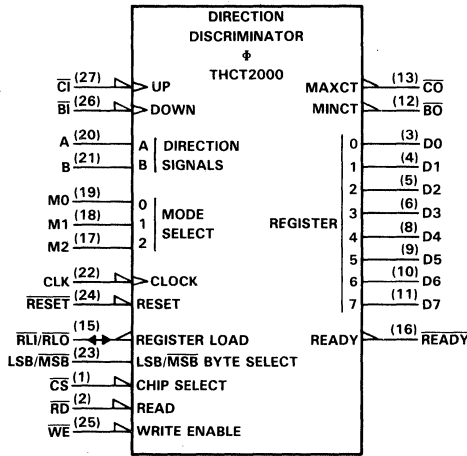 DIRECTION
DISCRIMINATOR
Φ
THCT2000
C̅I̅ (27) UP MAXCT (13) C̅O̅
B̅I̅ (26) DOWN MINCT (12) B̅O̅
A (20) A DIRECTION 0 (3) D0
B (21) B SIGNALS 1 (4) D1
2 (5) D2
M0 (19) 0 3 (6) D3
M1 (18) 1 MODE SELECT REGISTER 4 (8) D4
M2 (17) 2 5 (9) D5
6 (10) D6
CLK (22) CLOCK 7 (11) D7
R̅E̅S̅E̅T̅ (24) RESET
R̅L̅I̅/R̅L̅O̅ (15) REGISTER LOAD READY (16) R̅E̅A̅D̅Y̅
LSB/M̅S̅B̅ (23) LSB/M̅S̅B̅ BYTE SELECT
C̅S̅ (1) CHIP SELECT
R̅D̅ (2) READ
W̅E̅ (25) WRITE ENABLE